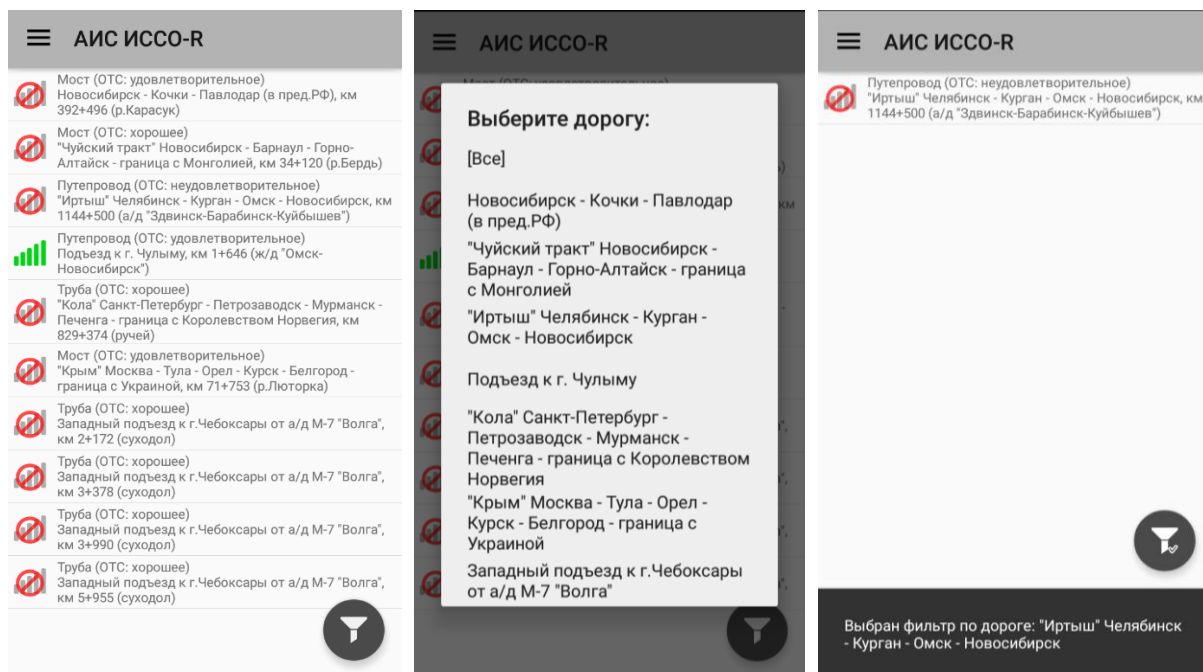 АИС ИССО-R
Мост (ОТС: удовлетворительное)
Новосибирск - Кочки - Павлодар (в пред.РФ), км
392+496 (р.Карасук)
Мост (ОТС: хорошее)
"Чуйский тракт" Новосибирск - Барнаул - Горно-
Алтайск - граница с Монголией, км 34+120 (р.Бердь)
Путепровод (ОТС: неудовлетворительное)
"Иртыш" Челябинск - Курган - Омск - Новосибирск, км
1144+500 (а/д "Здвинск-Барабинск-Куйбышев")
Путепровод (ОТС: удовлетворительное)
Подъезд к г. Чулыму, км 1+646 (ж/д "Омск-
Новосибирск")
Труба (ОТС: хорошее)
"Кола" Санкт-Петербург - Петрозаводск - Мурманск -
Печенга - граница с Королевством Норвегия, км
829+374 (ручей)
Мост (ОТС: удовлетворительное)
"Крым" Москва - Тула - Орел - Курск - Белгород -
граница с Украиной, км 71+753 (р.Люторка)
Труба (ОТС: хорошее)
Западный подъезд к г.Чебоксары от а/д М-7 "Волга",
км 2+172 (суходол)
Труба (ОТС: хорошее)
Западный подъезд к г.Чебоксары от а/д М-7 "Волга",
км 3+378 (суходол)
Труба (ОТС: хорошее)
Западный подъезд к г.Чебоксары от а/д М-7 "Волга",
км 3+990 (суходол)
Труба (ОТС: хорошее)
Западный подъезд к г.Чебоксары от а/д М-7 "Волга",
км 5+955 (суходол)
АИС ИССО-R
Выберите дорогу:
[Все]
Новосибирск - Кочки - Павлодар
(в пред.РФ)
"Чуйский тракт" Новосибирск -
Барнаул - Горно-Алтайск - граница
с Монголией
"Иртыш" Челябинск - Курган -
Омск - Новосибирск
Подъезд к г. Чулыму
"Кола" Санкт-Петербург -
Петрозаводск - Мурманск -
Печенга - граница с Королевством
Норвегия
"Крым" Москва - Тула - Орел -
Курск - Белгород - граница с
Украиной
Западный подъезд к г.Чебоксары
от а/д М-7 "Волга"
АИС ИССО-R
Путепровод (ОТС: неудовлетворительное)
"Иртыш" Челябинск - Курган - Омск - Новосибирск, км
1144+500 (а/д "Здвинск-Барабинск-Куйбышев")
Выбран фильтр по дороге: "Иртыш" Челябинск
- Курган - Омск - Новосибирск